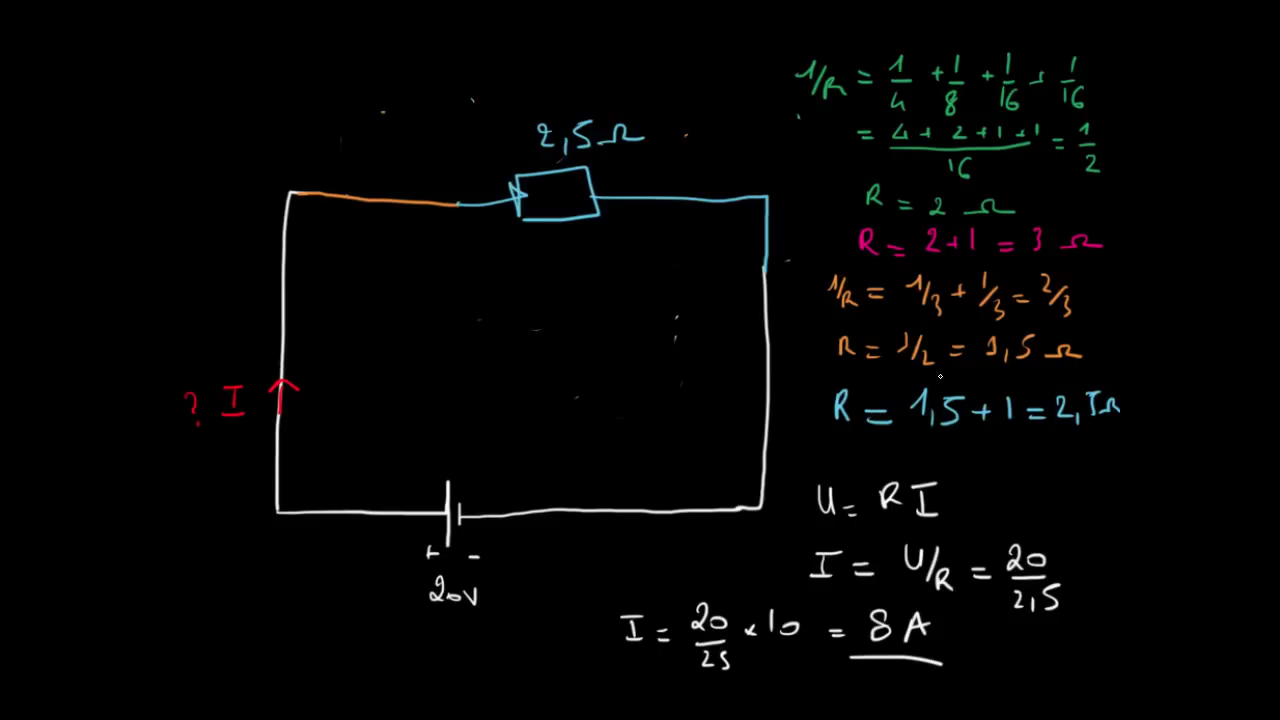 2,5 Ω
? I
+ -
20V
1/R = 1/4 + 1/8 + 1/16 + 1/16
= (4 + 2 + 1 + 1)/16 = 1/2
R = 2 Ω
R = 2 + 1 = 3 Ω
1/R = 1/3 + 1/3 = 2/3
R = 3/2 = 1,5 Ω
R = 1,5 + 1 = 2,5 Ω
U = R I
I = U/R = 20/2,5
I = 20/25 × 10 = 8 A